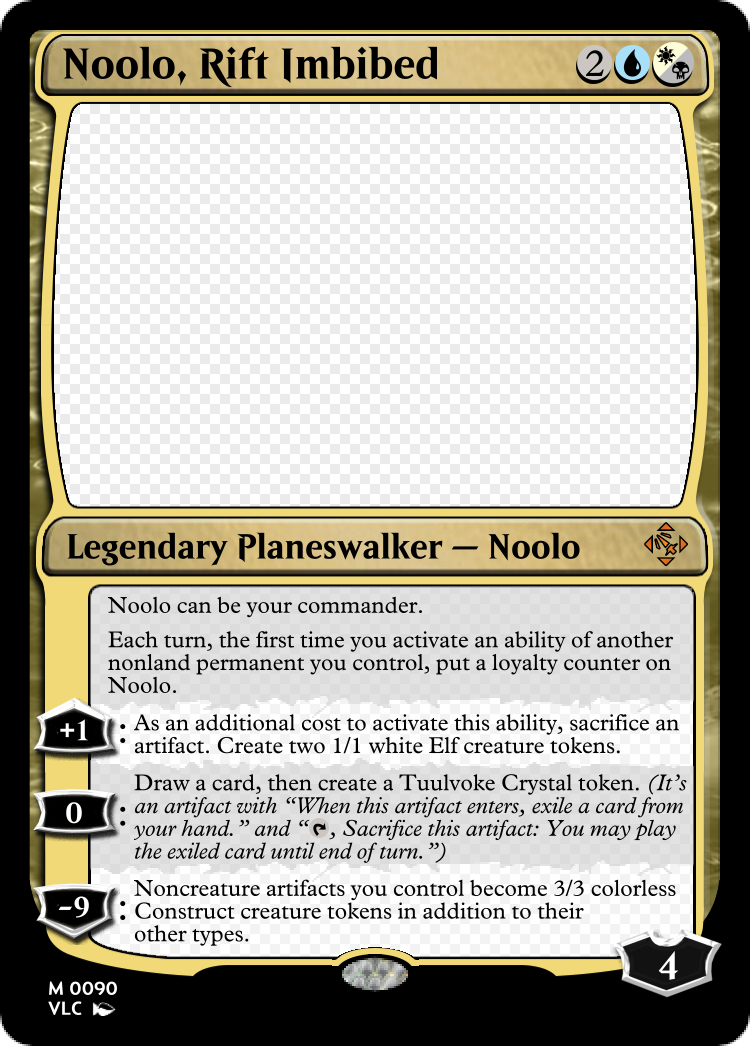 Noolo, Rift Imbibed 2
Legendary Planeswalker — Noolo
Noolo can be your commander.
Each turn, the first time you activate an ability of another
nonland permanent you control, put a loyalty counter on
Noolo.
+1: As an additional cost to activate this ability, sacrifice an
artifact. Create two 1/1 white Elf creature tokens.
Draw a card, then create a Tuulvoke Crystal token. (It's
0: an artifact with “When this artifact enters, exile a card from
your hand.” and “, Sacrifice this artifact: You may play
the exiled card until end of turn.”)
Noncreature artifacts you control become 3/3 colorless
–9: Construct creature tokens in addition to their
other types.
4
M 0090
VLC